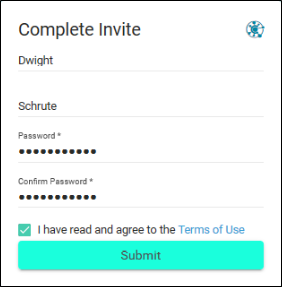 Complete Invite
Dwight
Schrute
Password *
●●●●●●●●●●●
Confirm Password *
●●●●●●●●●●●
I have read and agree to the Terms of Use
Submit